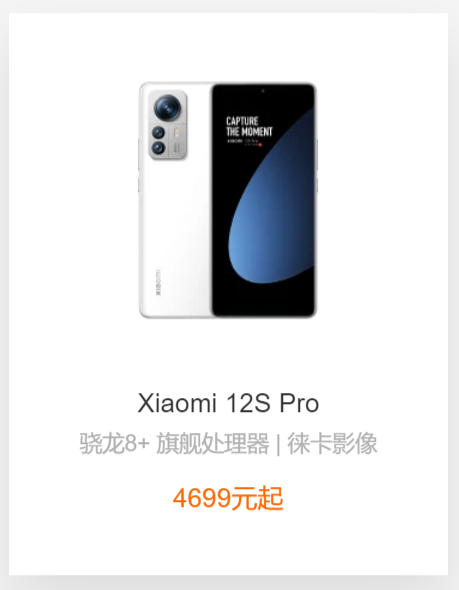 CAPTURE
THE MOMENT
XIAOMI
Xiaomi 12S Pro
骁龙8+ 旗舰处理器 | 徕卡影像
4699元起